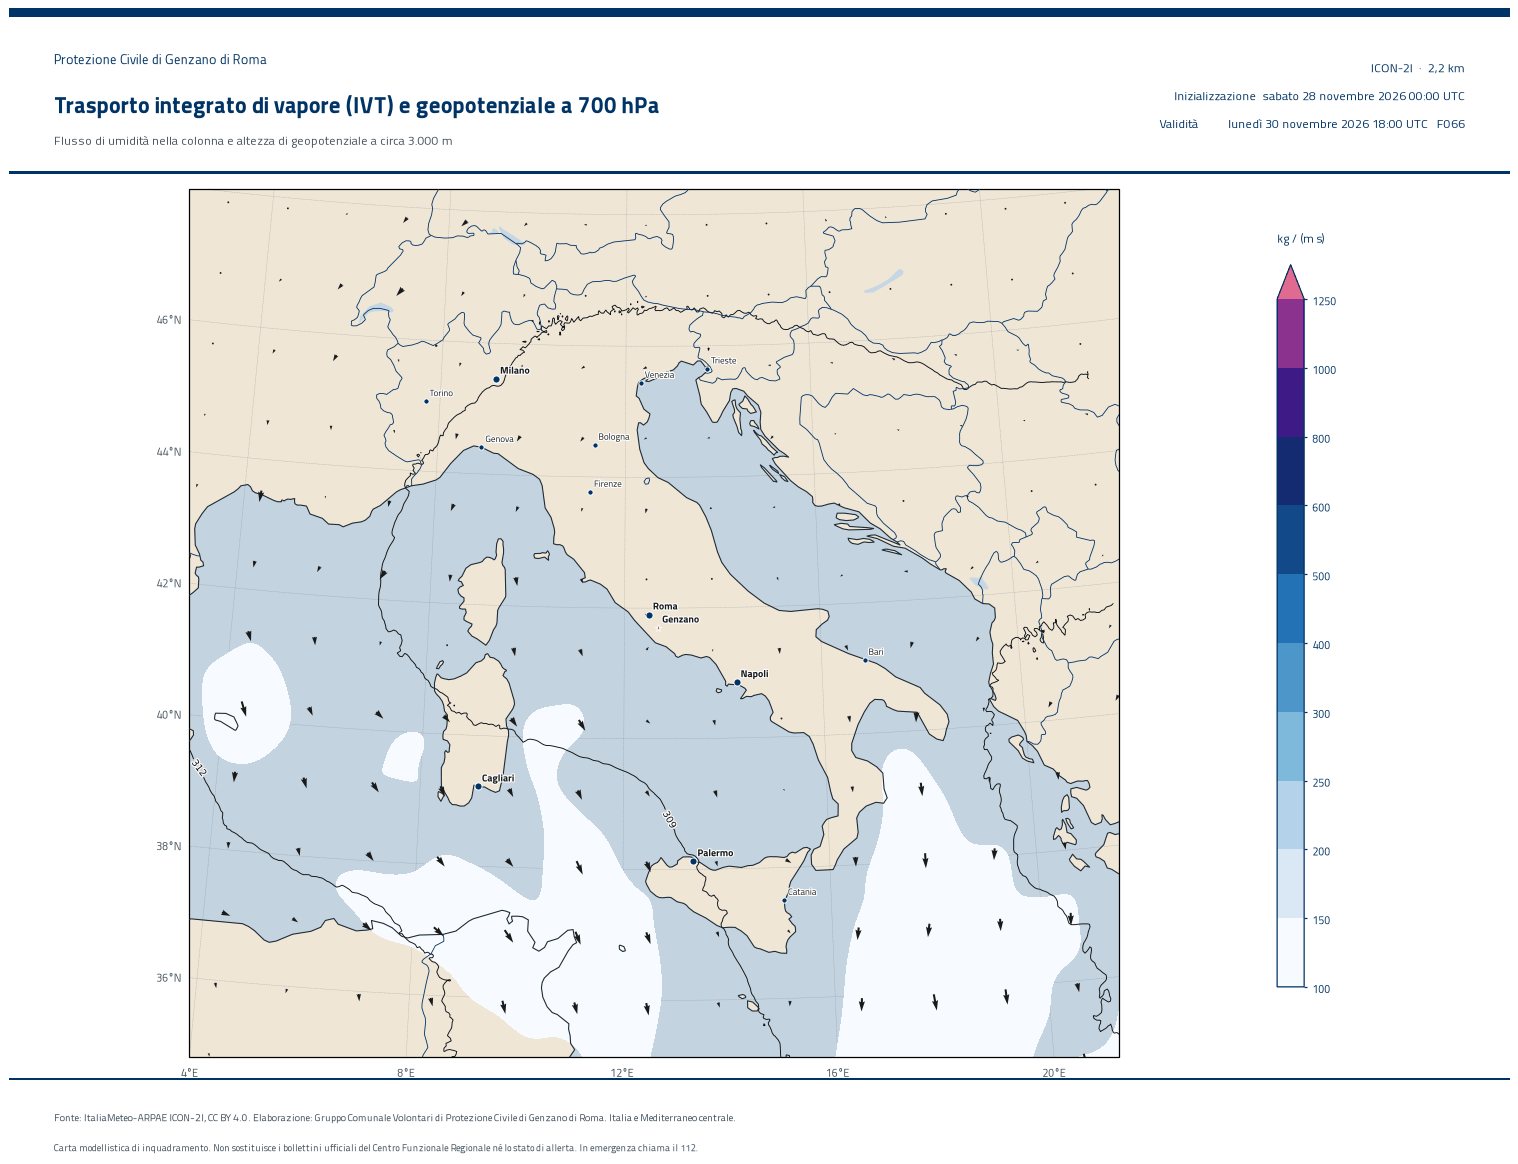 Protezione Civile di Genzano di Roma
Trasporto integrato di vapore (IVT) e geopotenziale a 700 hPa
Flusso di umidità nella colonna e altezza di geopotenziale a circa 3.000 m
ICON-2I · 2,2 km
Inizializzazione sabato 28 novembre 2026 00:00 UTC
Validità lunedì 30 novembre 2026 18:00 UTC F066
kg / (m s)
1250
1000
800
600
500
400
300
250
200
150
100
46°N
44°N
42°N
40°N
38°N
36°N
4°E
8°E
12°E
16°E
20°E
Trieste
Milano
Venezia
Torino
Genova
Bologna
Firenze
Roma
Genzano
Bari
Napoli
312
Cagliari
309
Palermo
Catania
Fonte: ItaliaMeteo-ARPAE ICON-2I, CC BY 4.0. Elaborazione: Gruppo Comunale Volontari di Protezione Civile di Genzano di Roma. Italia e Mediterraneo centrale.
Carta modellistica di inquadramento. Non sostituisce i bollettini ufficiali del Centro Funzionale Regionale né lo stato di allerta. In emergenza chiama il 112.